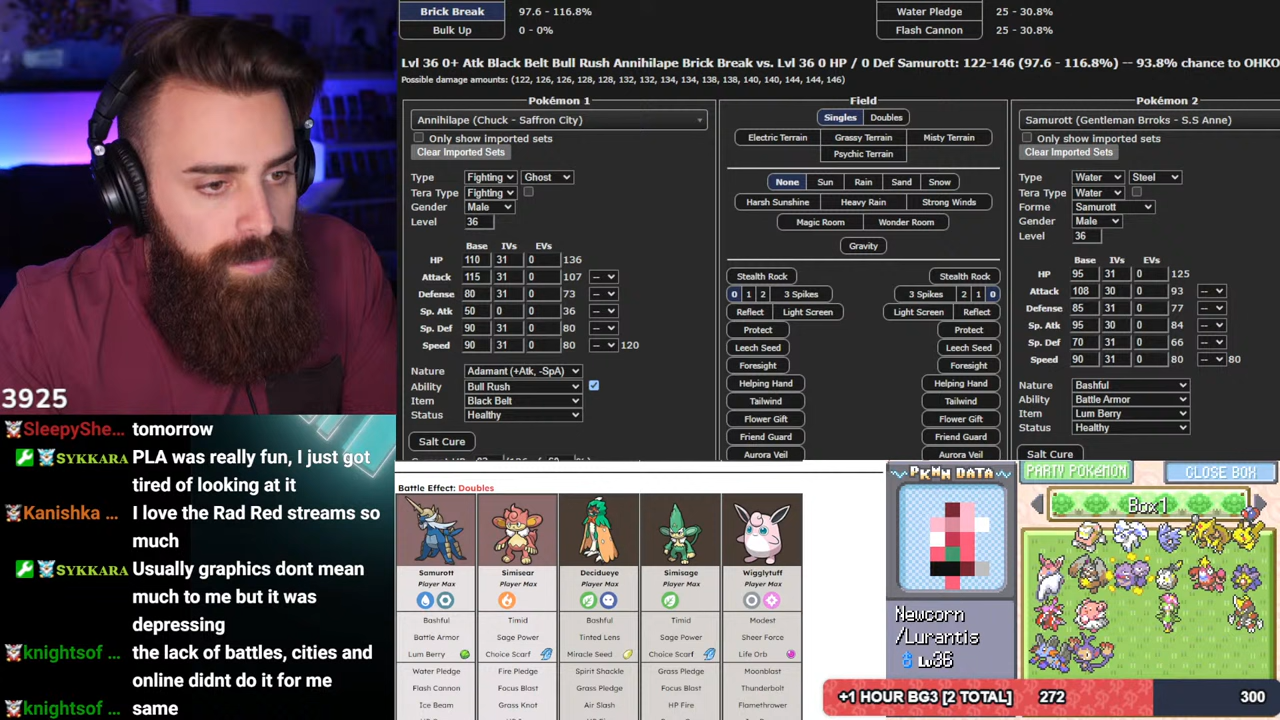 Brick Break 97.6 - 116.8%
Bulk Up 0 - 0%
Water Pledge 25 - 30.8%
Flash Cannon 25 - 30.8%
Lvl 36 0+ Atk Black Belt Bull Rush Annihilape Brick Break vs. Lvl 36 0 HP / 0 Def Samurott: 122-146 (97.6 - 116.8%) -- 93.8% chance to OHKO
Possible damage amounts: (122, 126, 126, 128, 128, 132, 132, 134, 134, 138, 138, 140, 140, 144, 144, 146)
Pokémon 1
Annihilape (Chuck - Saffron City)
Only show imported sets
Clear Imported Sets
Type Fighting Ghost
Tera Type Fighting
Gender Male
Level 36
Base IVs EVs
HP 110 31 0 136
Attack 115 31 0 107 --
Defense 80 31 0 73 --
Sp. Atk 50 0 0 36 --
Sp. Def 90 31 0 80 --
Speed 90 31 0 80 -- 120
Nature Adamant (+Atk, -SpA)
Ability Bull Rush
Item Black Belt
Status Healthy
Salt Cure
Field
Singles Doubles
Electric Terrain Grassy Terrain Misty Terrain
Psychic Terrain
None Sun Rain Sand Snow
Harsh Sunshine Heavy Rain Strong Winds
Magic Room Wonder Room
Gravity
Stealth Rock Stealth Rock
0 1 2 3 Spikes 3 Spikes 2 1 0
Reflect Light Screen Light Screen Reflect
Protect Protect
Leech Seed Leech Seed
Foresight Foresight
Helping Hand Helping Hand
Tailwind Tailwind
Flower Gift Flower Gift
Friend Guard Friend Guard
Aurora Veil Aurora Veil
Pokémon 2
Samurott (Gentleman Brroks - S.S Anne)
Only show imported sets
Clear Imported Sets
Type Water Steel
Tera Type Water
Forme Samurott
Gender Male
Level 36
Base IVs EVs
HP 95 31 0 125
Attack 108 30 0 93 --
Defense 85 31 0 77 --
Sp. Atk 95 30 0 84 --
Sp. Def 70 31 0 66 --
Speed 90 31 0 80 -- 80
Nature Bashful
Ability Battle Armor
Item Lum Berry
Status Healthy
Salt Cure
3925
SleepyShe... tomorrow
SYKKARA PLA was really fun, I just got
tired of looking at it
Kanishka ... I love the Rad Red streams so
much
SYKKARA Usually graphics dont mean
much to me but it was
depressing
knightsof ... the lack of battles, cities and
online didnt do it for me
knightsof ... same
Battle Effect: Doubles
Samurott Simisear Decidueye Simisage Wigglytuff
Player Max Player Max Player Max Player Max Player Max
Bashful Timid Bashful Timid Modest
Battle Armor Sage Power Tinted Lens Sage Power Sheer Force
Lum Berry Choice Scarf Miracle Seed Choice Scarf Life Orb
Water Pledge Fire Pledge Spirit Shackle Grass Pledge Moonblast
Flash Cannon Focus Blast Grass Pledge Focus Blast Thunderbolt
Ice Beam Grass Knot Air Slash HP Fire Flamethrower
PKMN DATA
PARTY POKéMON
CLOSE BOX
Box1
Newcorn
/Lurantis
Lv36
+1 HOUR BG3 [2 TOTAL] 272 300